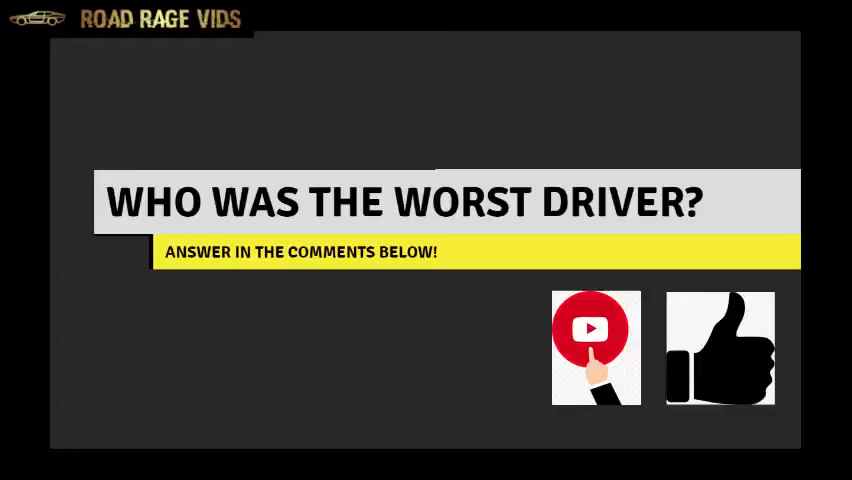 ROAD RAGE VIDS
WHO WAS THE WORST DRIVER?
ANSWER IN THE COMMENTS BELOW!